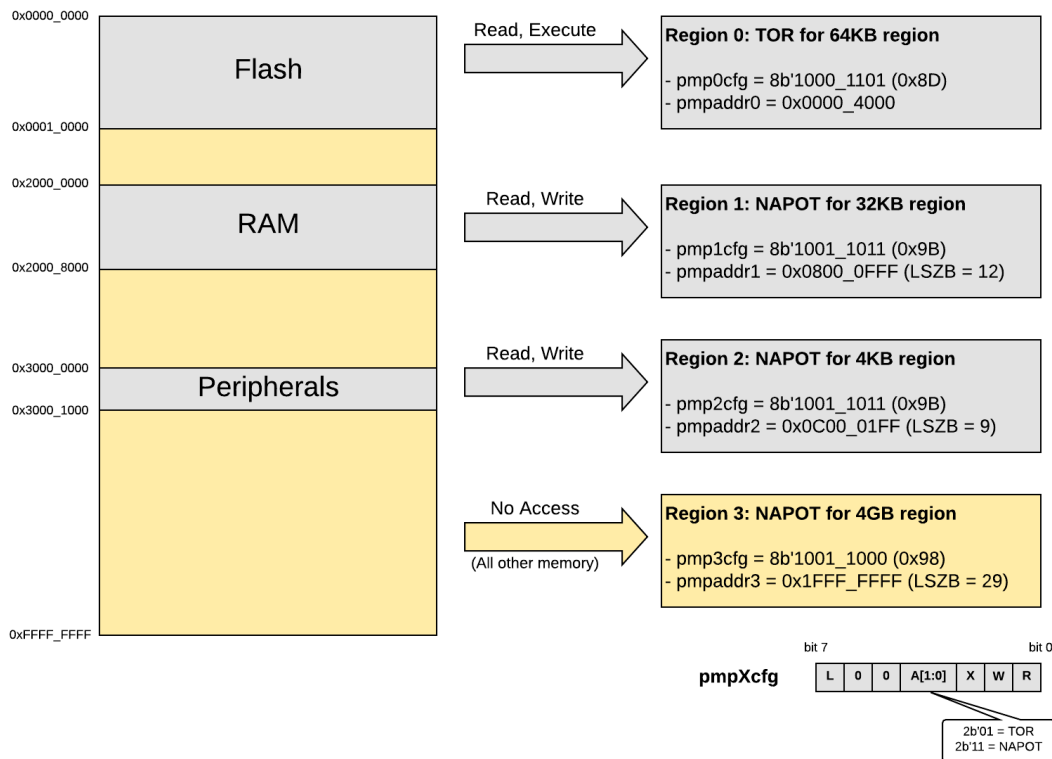 0x0000_0000
Flash
0x0001_0000
0x2000_0000
RAM
0x2000_8000
0x3000_0000
Peripherals
0x3000_1000
0xFFFF_FFFF
Read, Execute
Region 0: TOR for 64KB region
- pmp0cfg = 8b'1000_1101 (0x8D)
- pmpaddr0 = 0x0000_4000
Read, Write
Region 1: NAPOT for 32KB region
- pmp1cfg = 8b'1001_1011 (0x9B)
- pmpaddr1 = 0x0800_0FFF (LSZB = 12)
Read, Write
Region 2: NAPOT for 4KB region
- pmp2cfg = 8b'1001_1011 (0x9B)
- pmpaddr2 = 0x0C00_01FF (LSZB = 9)
No Access
(All other memory)
Region 3: NAPOT for 4GB region
- pmp3cfg = 8b'1001_1000 (0x98)
- pmpaddr3 = 0x1FFF_FFFF (LSZB = 29)
bit 7 bit 0
pmpXcfg L 0 0 A[1:0] X W R
2b'01 = TOR
2b'11 = NAPOT